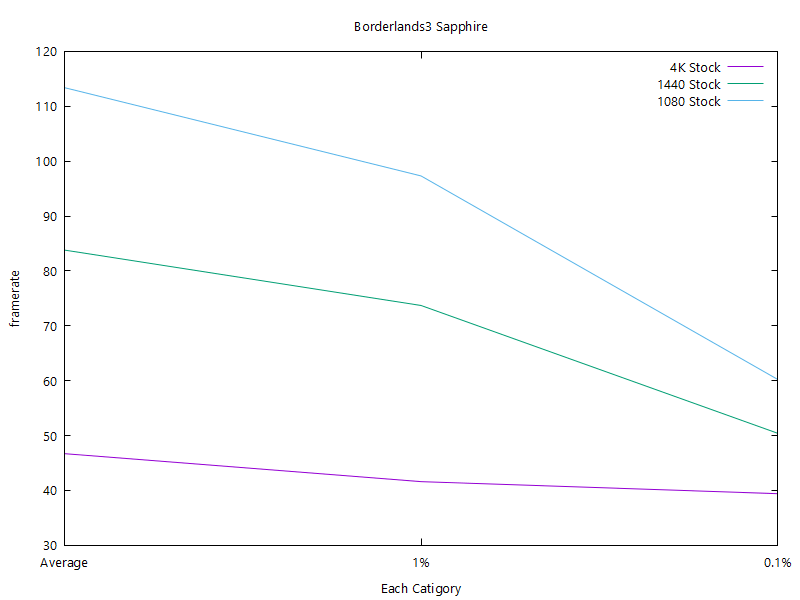 Borderlands3 Sapphire
120
110
100
90
80
70
60
50
40
30
framerate
4K Stock
1440 Stock
1080 Stock
Average 1% 0.1%
Each Catigory